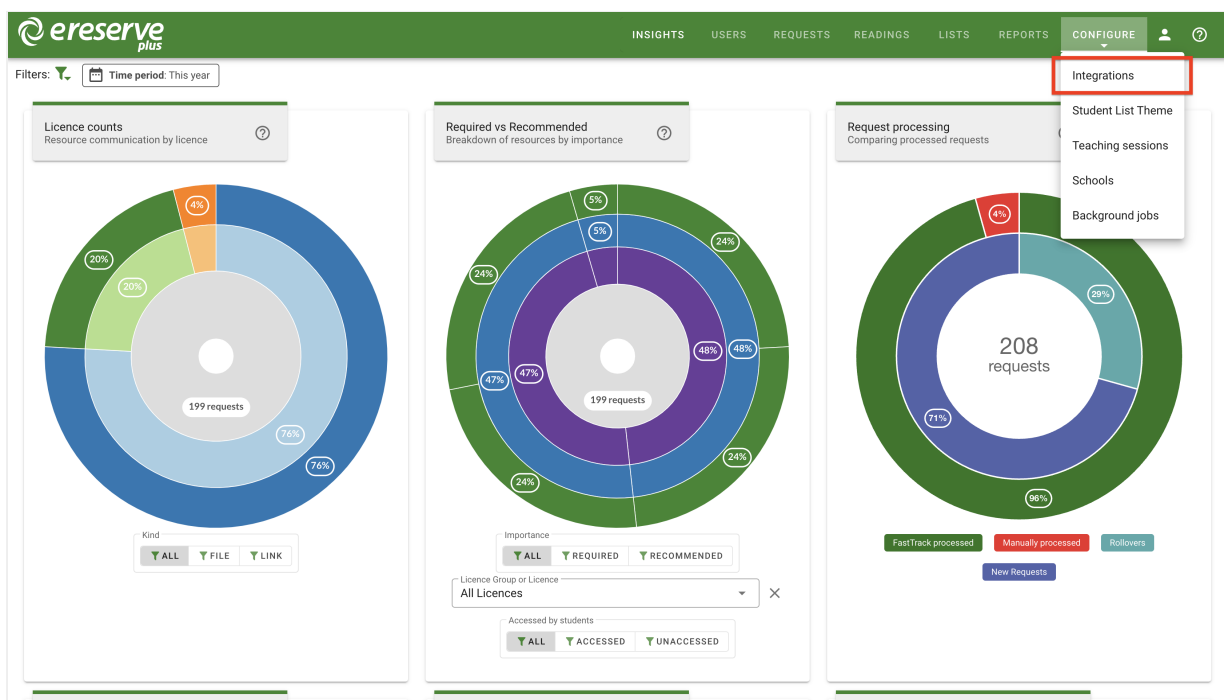 ereserve
plus
INSIGHTS
USERS
REQUESTS
READINGS
LISTS
REPORTS
CONFIGURE
Filters:
Time period: This year
Integrations
Student List Theme
Teaching sessions
Schools
Background jobs
Licence counts
Resource communication by licence
4%
20%
20%
199 requests
76%
76%
Kind
ALL
FILE
LINK
Required vs Recommended
Breakdown of resources by importance
5%
5%
24%
24%
48%
48%
47%
47%
199 requests
24%
24%
Importance
ALL
REQUIRED
RECOMMENDED
Licence Group or Licence
All Licences
Accessed by students
ALL
ACCESSED
UNACCESSED
Request processing
Comparing processed requests
4%
29%
208
requests
71%
96%
FastTrack processed
Manually processed
Rollovers
New Requests